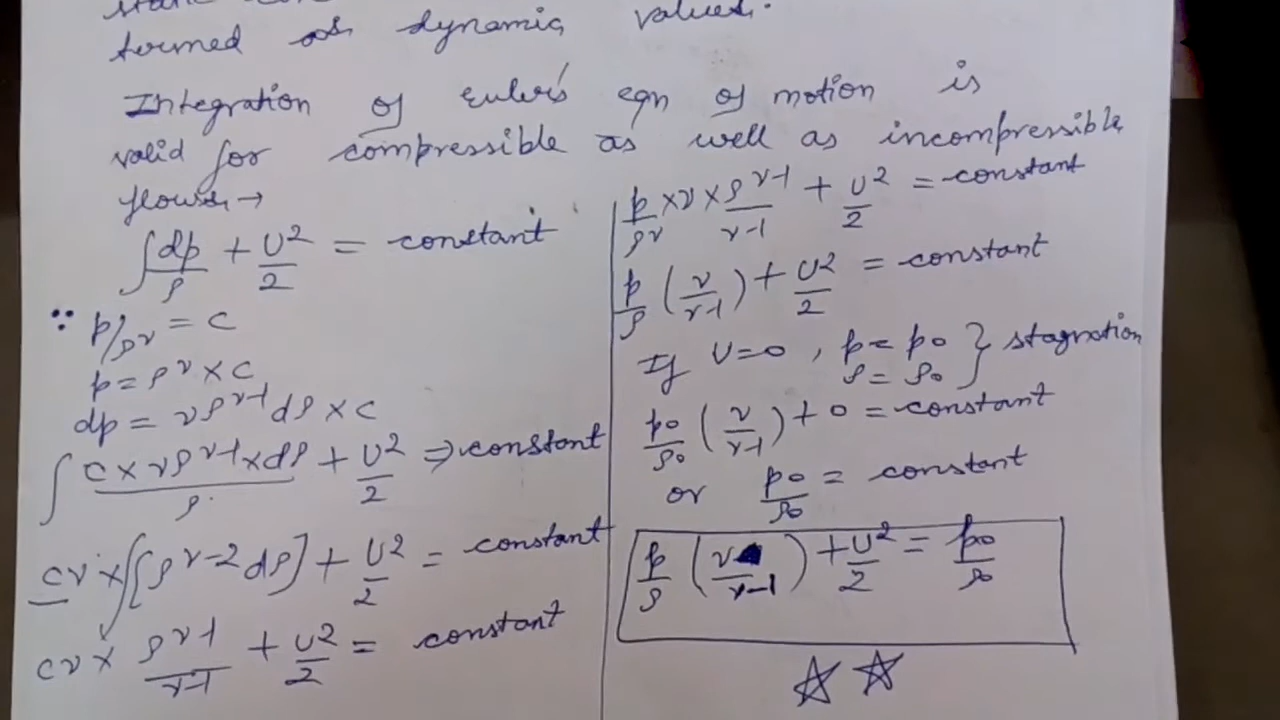 termed as dynamic values.
Integration of euler's eqn of motion is
valid for compressible as well as incompressible
flows →
∫ dp/ρ + U²/2 = constant
∵ p/ρ^γ = c
p = ρ^γ × c
dp = γρ^γ-1 dρ × c
∫ c × γρ^γ-1 × dρ / ρ + U²/2 ⇒ constant
cγ × ∫[ρ^γ-2 dρ] + U²/2 = constant
cγ × ρ^γ-1 / γ-1 + U²/2 = constant
p/ρ^γ × γ × ρ^γ-1 / γ-1 + U²/2 = constant
p/ρ (γ/γ-1) + U²/2 = constant
If U=0, p = p0 } stagnation
ρ = ρ0
p0/ρ0 (γ/γ-1) + 0 = constant
or p0/ρ0 = constant
p/ρ (γ/γ-1) + U²/2 = p0/ρ0